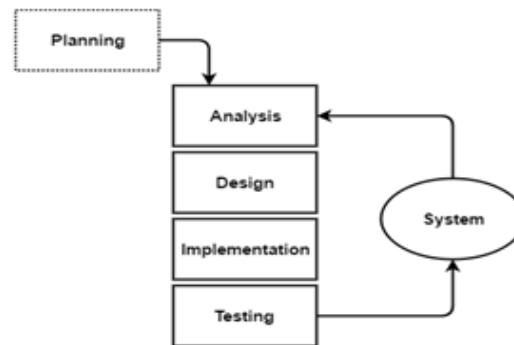 Planning
Analysis
Design
System
Implementation
Testing